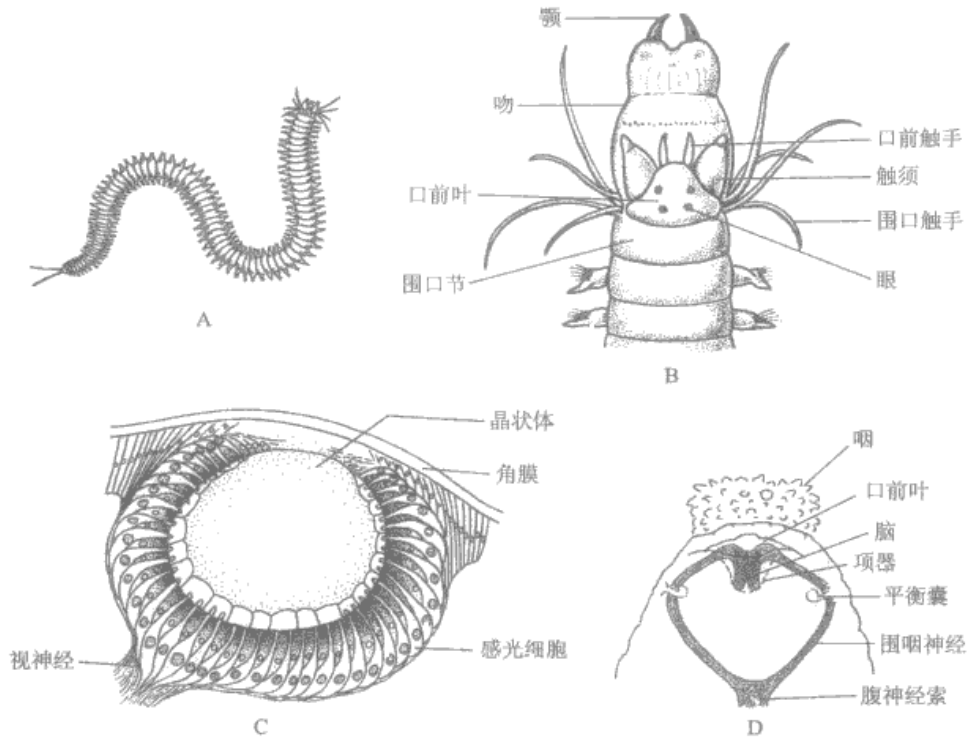 颚
吻
口前触手
触须
口前叶
围口触手
围口节
眼
A
B
晶状体
角膜
视神经
感光细胞
C
咽
口前叶
脑
项器
平衡囊
围咽神经
腹神经索
D